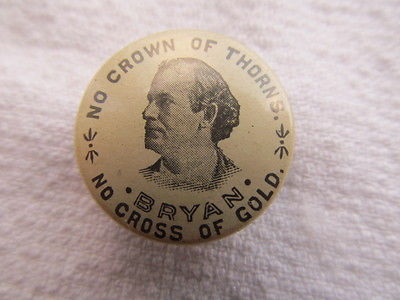 NO CROWN OF THORNS.
• BRYAN •
NO CROSS OF GOLD.